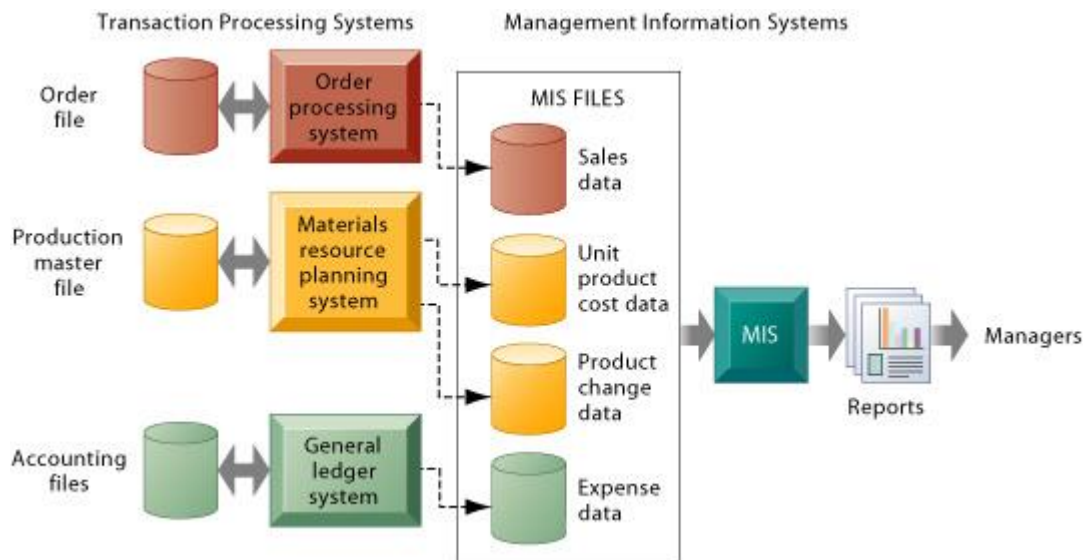 Transaction Processing Systems
Management Information Systems
Order
file
Order
processing
system
MIS FILES
Sales
data
Production
master
file
Materials
resource
planning
system
Unit
product
cost data
Product
change
data
MIS
Reports
Managers
Accounting
files
General
ledger
system
Expense
data